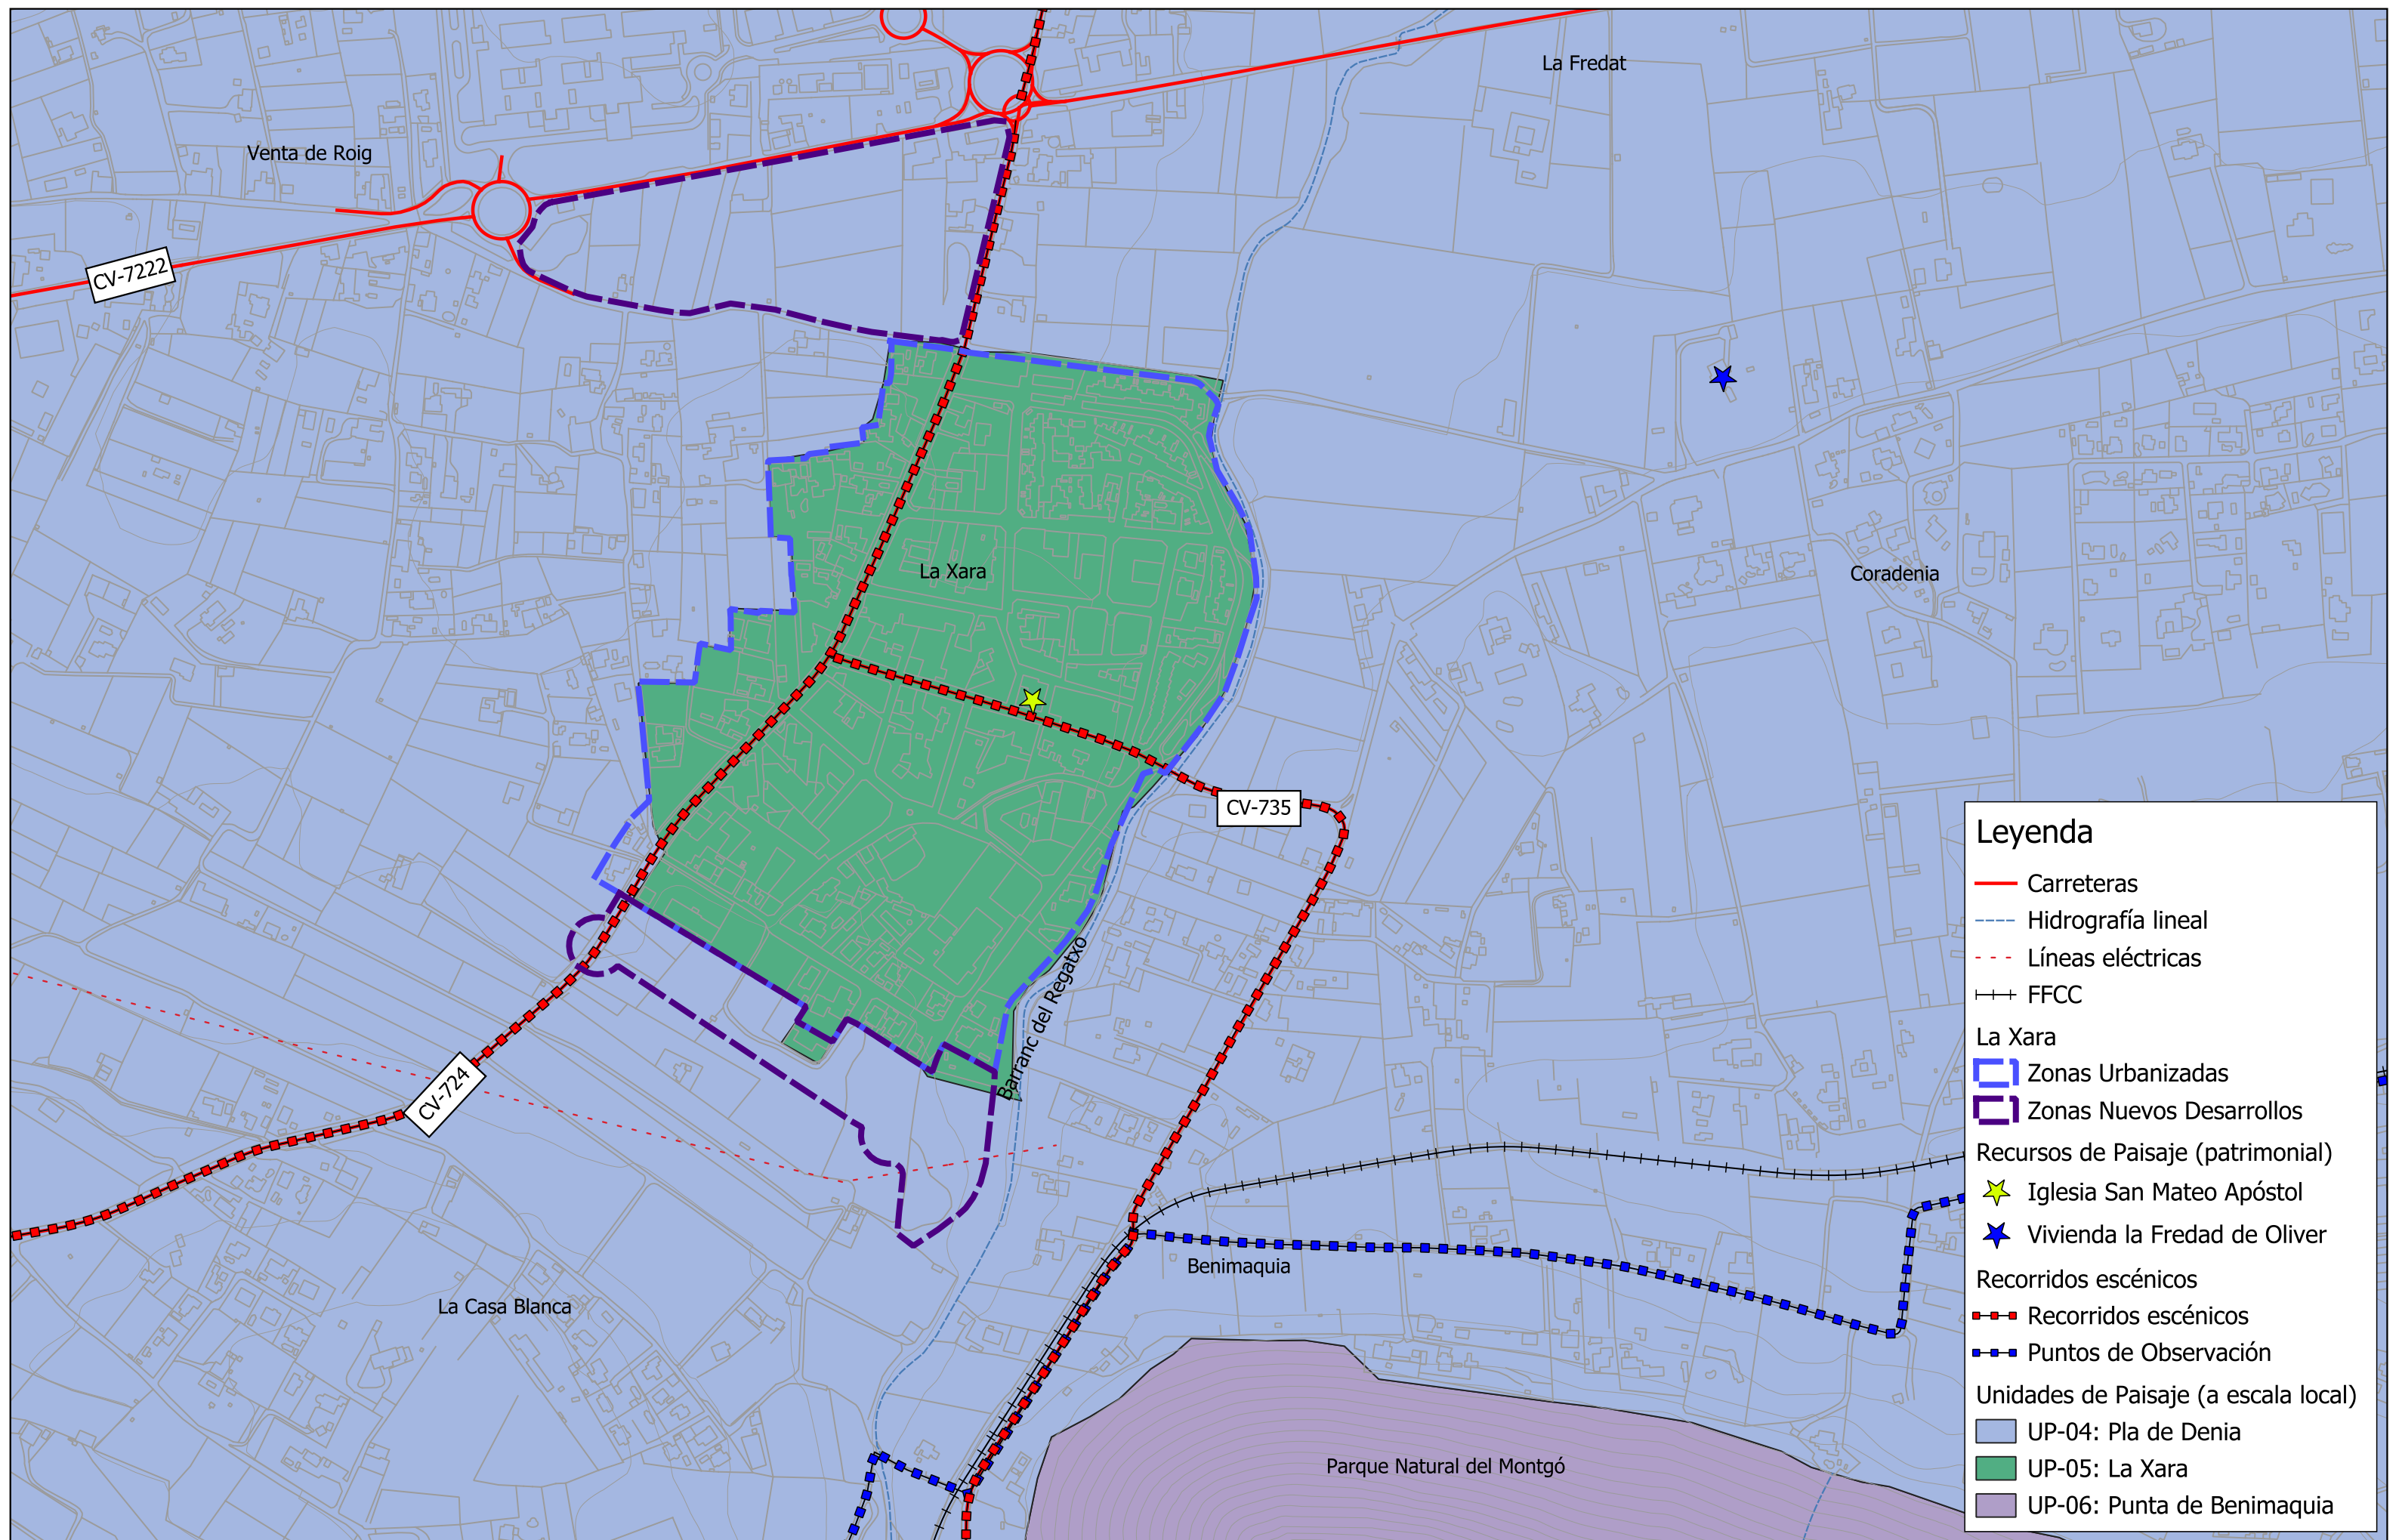 La Fredat
Venta de Roig
CV-7222
La Xara
Coradenia
CV-735
Barranc del Regatxo
CV-724
Benimaquia
La Casa Blanca
Parque Natural del Montgó
Leyenda
Carreteras
Hidrografía lineal
Líneas eléctricas
FFCC
La Xara
Zonas Urbanizadas
Zonas Nuevos Desarrollos
Recursos de Paisaje (patrimonial)
Iglesia San Mateo Apóstol
Vivienda la Fredad de Oliver
Recorridos escénicos
Recorridos escénicos
Puntos de Observación
Unidades de Paisaje (a escala local)
UP-04: Pla de Denia
UP-05: La Xara
UP-06: Punta de Benimaquia